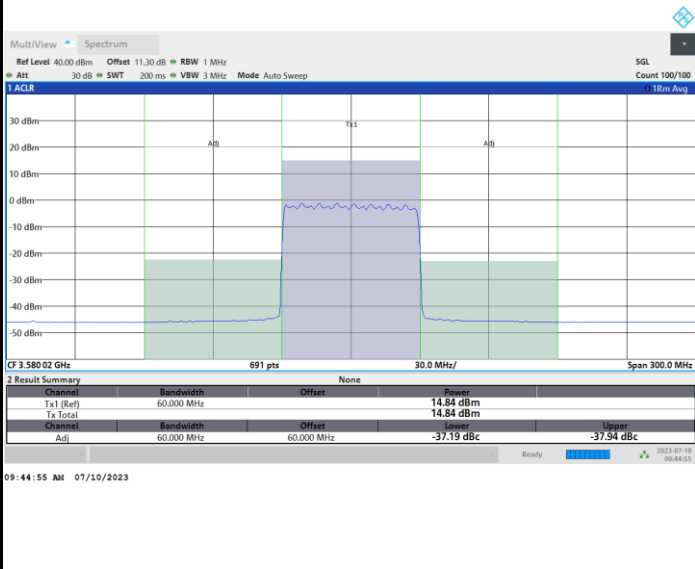 MultiView Spectrum
Ref Level 40.00 dBm Offset 11.30 dB RBW 1 MHz SGL
Att 30 dB SWT 200 ms VBW 3 MHz Mode Auto Sweep Count 100/100
1 ACLR 1Rm Avg
30 dBm
Tx1
20 dBm
Adj Adj
10 dBm
0 dBm
-10 dBm
-20 dBm
-30 dBm
-40 dBm
-50 dBm
CF 3.580 02 GHz 691 pts 30.0 MHz/ Span 300.0 MHz
2 Result Summary None
Channel Bandwidth Offset Power
Tx1 (Ref) 60.000 MHz 14.84 dBm
Tx Total 14.84 dBm
Channel Bandwidth Offset Lower Upper
Adj 60.000 MHz 60.000 MHz -37.19 dBc -37.94 dBc
Ready 2023-07-10
09:44:55
09:44:55 AM 07/10/2023